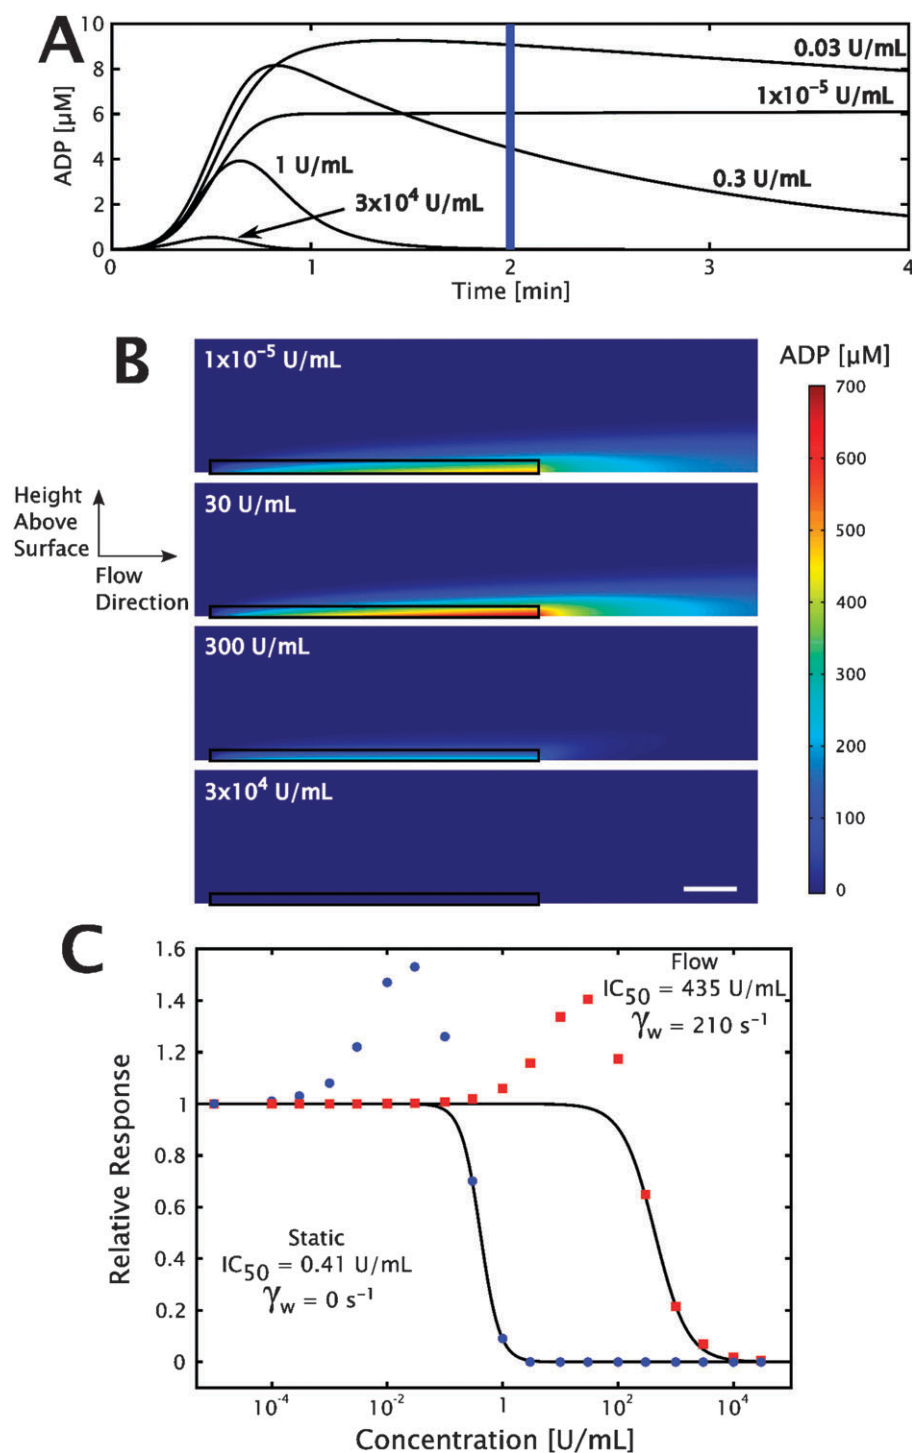 A
ADP [μM]
10
8
6
4
2
0
0.03 U/mL
1x10⁻⁵ U/mL
1 U/mL
3x10⁴ U/mL
0.3 U/mL
0
1
2
3
4
Time [min]
B
1x10⁻⁵ U/mL
ADP [μM]
700
600
500
400
300
200
100
0
Height
Above
Surface
Flow
Direction
30 U/mL
300 U/mL
3x10⁴ U/mL
C
Relative Response
1.6
1.4
1.2
1
0.8
0.6
0.4
0.2
0
Flow
IC₅₀ = 435 U/mL
γw = 210 s⁻¹
Static
IC₅₀ = 0.41 U/mL
γw = 0 s⁻¹
10⁻⁴
10⁻²
1
10²
10⁴
Concentration [U/mL]